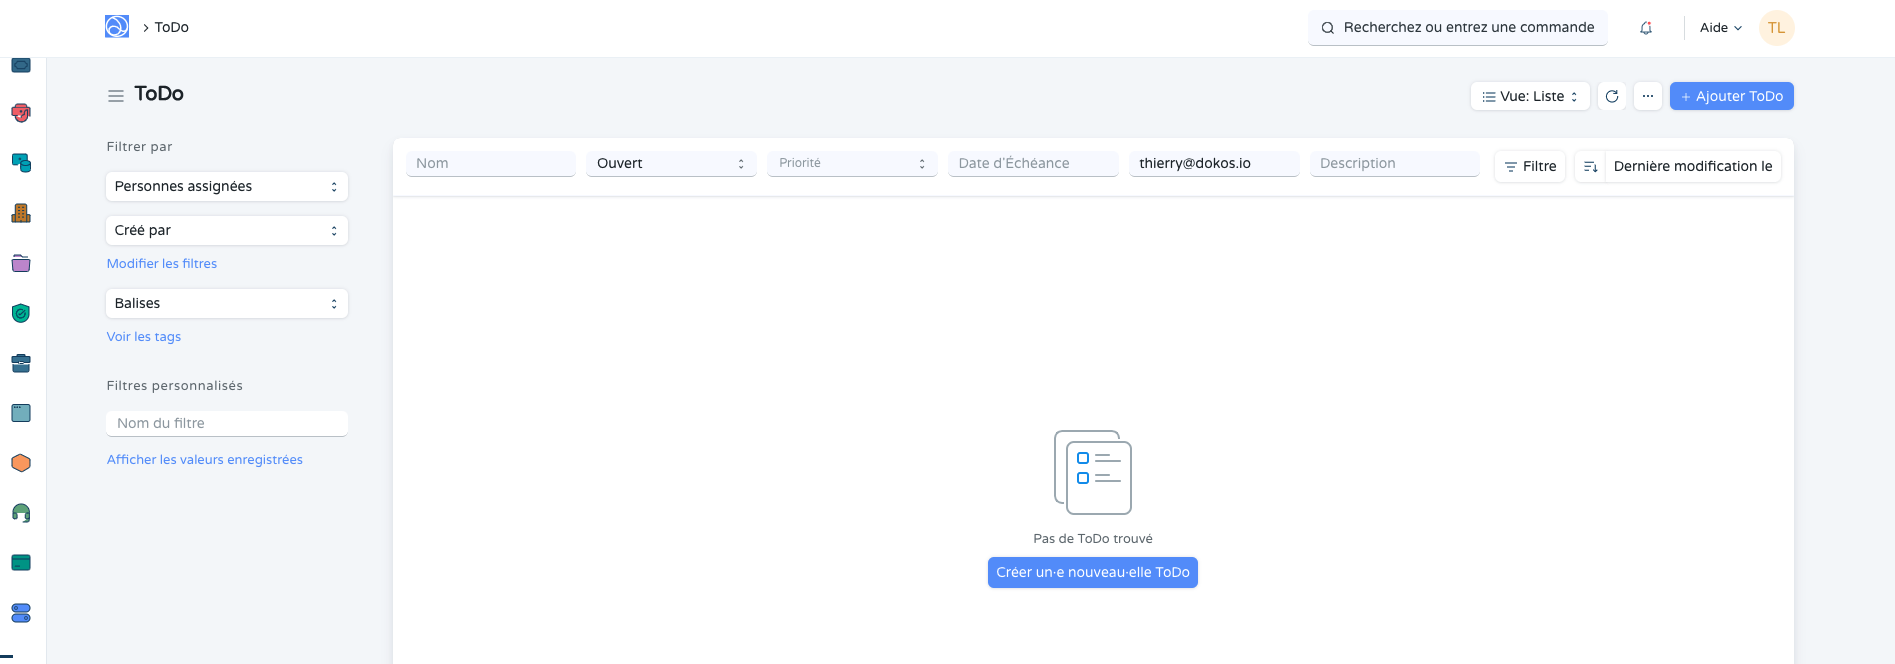 ToDo
Recherchez ou entrez une commande
Aide
TL
ToDo
Vue: Liste
Ajouter ToDo
Filtrer par
Personnes assignées
Créé par
Modifier les filtres
Balises
Voir les tags
Filtres personnalisés
Nom du filtre
Afficher les valeurs enregistrées
Nom
Ouvert
Priorité
Date d'Échéance
thierry@dokos.io
Description
Filtre
Dernière modification le
Pas de ToDo trouvé
Créer un·e nouveau·elle ToDo